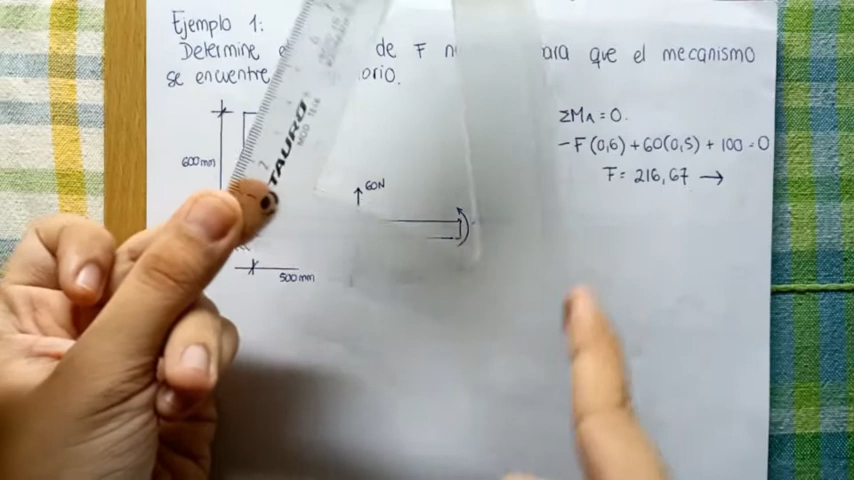 Ejemplo 1:
Determine de F para que el mecanismo
se encuentre
ΣMA = 0.
-F(0,6) + 60(0,5) + 100 = 0
F = 216,67 →
600mm
60N
500mm
TAURO
MOD